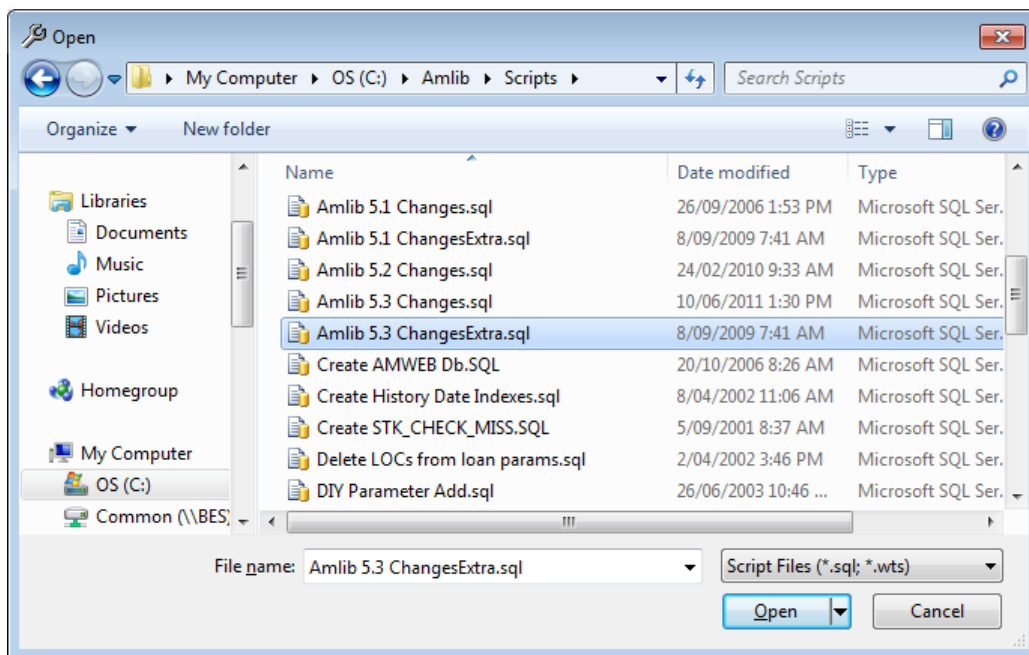 Open
My Computer OS (C:) Amlib Scripts Search Scripts
Organize New folder
Name Date modified Type
Libraries
Documents
Music
Pictures
Videos
Homegroup
My Computer
OS (C:)
Common (\\BES)
Amlib 5.1 Changes.sql 26/09/2006 1:53 PM Microsoft SQL Ser.
Amlib 5.1 ChangesExtra.sql 8/09/2009 7:41 AM Microsoft SQL Ser.
Amlib 5.2 Changes.sql 24/02/2010 9:33 AM Microsoft SQL Ser.
Amlib 5.3 Changes.sql 10/06/2011 1:30 PM Microsoft SQL Ser.
Amlib 5.3 ChangesExtra.sql 8/09/2009 7:41 AM Microsoft SQL Ser.
Create AMWEB Db.SQL 20/10/2006 8:26 AM Microsoft SQL Ser.
Create History Date Indexes.sql 8/04/2002 11:06 AM Microsoft SQL Ser.
Create STK_CHECK_MISS.SQL 5/09/2001 8:37 AM Microsoft SQL Ser.
Delete LOCs from loan params.sql 2/04/2002 3:46 PM Microsoft SQL Ser.
DIY Parameter Add.sql 26/06/2003 10:46 ... Microsoft SQL Ser.
File name: Amlib 5.3 ChangesExtra.sql Script Files (*.sql; *.wts)
Open Cancel